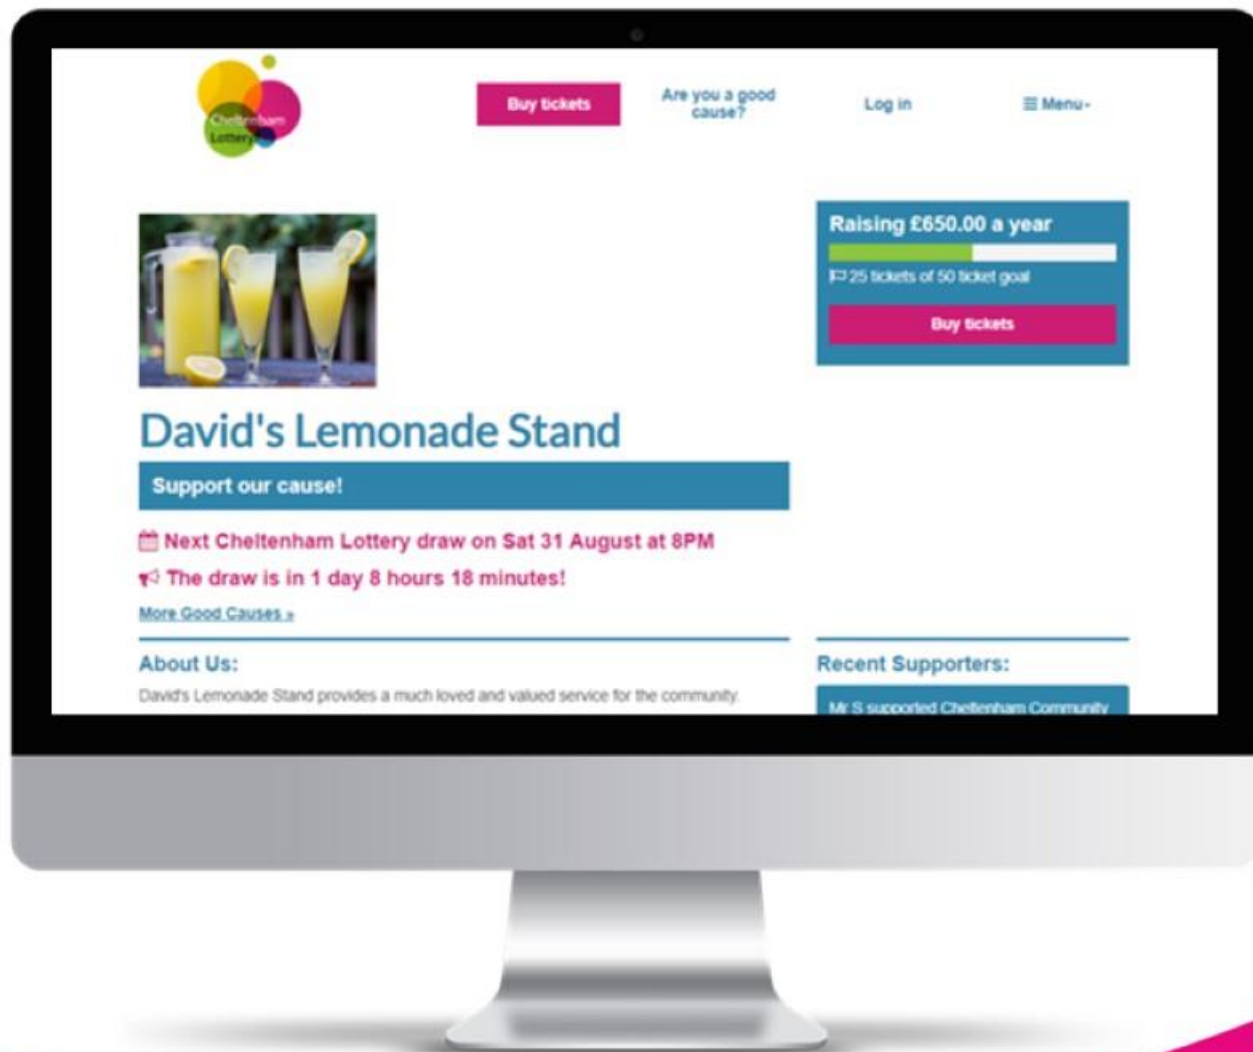 Cheltenham
Lottery
Buy tickets
Are you a good
cause?
Log in
Menu
Raising £650.00 a year
25 tickets of 50 ticket goal
Buy tickets
David's Lemonade Stand
Support our cause!
Next Cheltenham Lottery draw on Sat 31 August at 8PM
The draw is in 1 day 8 hours 18 minutes!
More Good Causes »
About Us:
David's Lemonade Stand provides a much loved and valued service for the community.
Recent Supporters:
Mr S supported Cheltenham Community